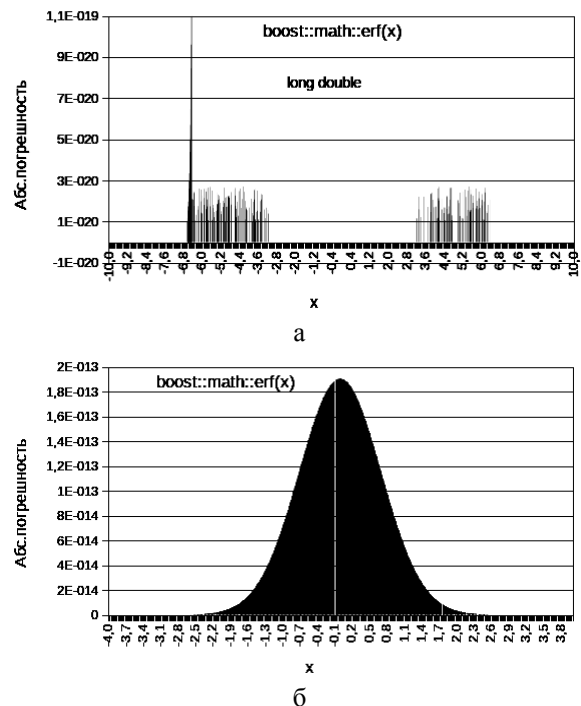 1,1E-019
boost::math::erf(x)
9E-020
long double
7E-020
5E-020
3E-020
1E-020
-1E-020
Абс.погрешность
-10,0 -9,2 -8,4 -7,6 -6,8 -6,0 -5,2 -4,4 -3,6 -2,8 -2,0 -1,2 -0,4 0,4 1,2 2,0 2,8 3,6 4,4 5,2 6,0 6,8 7,6 8,4 9,2 10,0
x
а
2E-013
boost::math::erf(x)
1,8E-013
1,6E-013
1,4E-013
1,2E-013
1E-013
8E-014
6E-014
4E-014
2E-014
0
Абс.погрешность
-4,0 -3,7 -3,4 -3,1 -2,8 -2,5 -2,2 -1,9 -1,6 -1,3 -1,0 -0,7 -0,4 -0,1 0,2 0,5 0,8 1,1 1,4 1,7 2,0 2,3 2,6 2,9 3,2 3,5 3,8
x
б